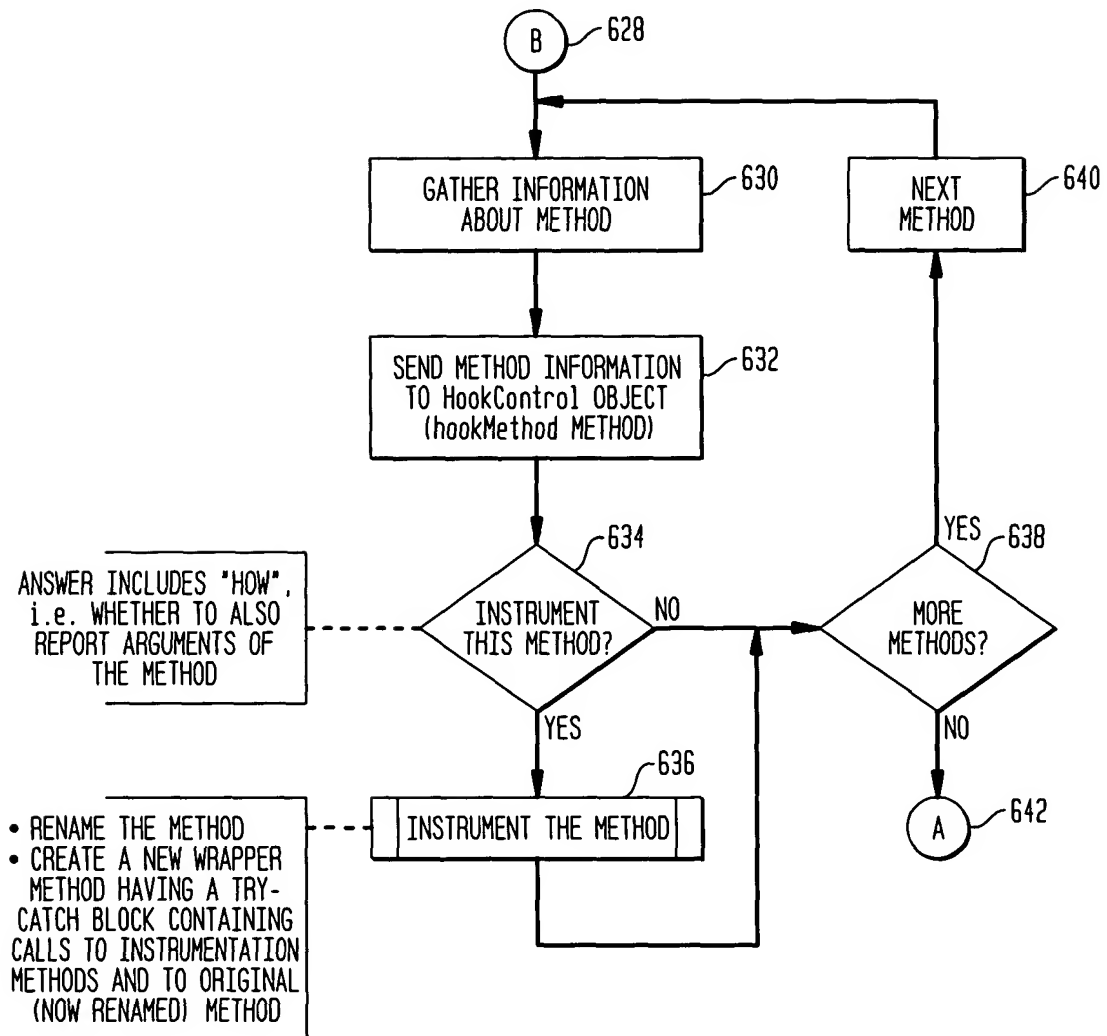 B
628
GATHER INFORMATION
ABOUT METHOD
630
NEXT
METHOD
640
SEND METHOD INFORMATION
TO HookControl OBJECT
(hookMethod METHOD)
632
634
INSTRUMENT
THIS METHOD?
NO
YES
ANSWER INCLUDES "HOW",
i.e. WHETHER TO ALSO
REPORT ARGUMENTS OF
THE METHOD
YES
638
MORE
METHODS?
NO
636
INSTRUMENT THE METHOD
• RENAME THE METHOD
• CREATE A NEW WRAPPER
METHOD HAVING A TRY-
CATCH BLOCK CONTAINING
CALLS TO INSTRUMENTATION
METHODS AND TO ORIGINAL
(NOW RENAMED) METHOD
A
642